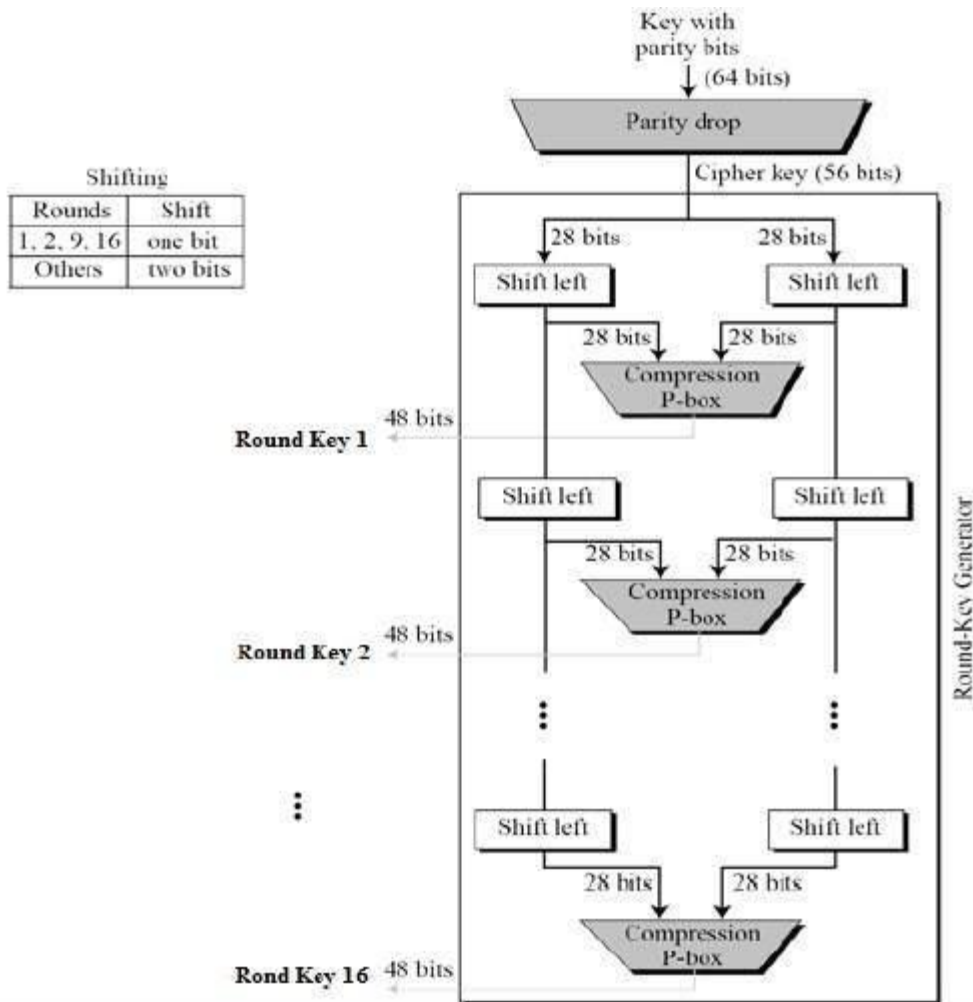 Key with
parity bits
(64 bits)
Parity drop
Cipher key (56 bits)
Shifting
Rounds Shift
1, 2, 9, 16 one bit
Others two bits
28 bits 28 bits
Shift left Shift left
28 bits 28 bits
Compression
P-box
48 bits
Round Key 1
Shift left Shift left
28 bits 28 bits
Compression
P-box
48 bits
Round Key 2
Round-Key Generator
Shift left Shift left
28 bits 28 bits
Compression
P-box
Rond Key 16 48 bits